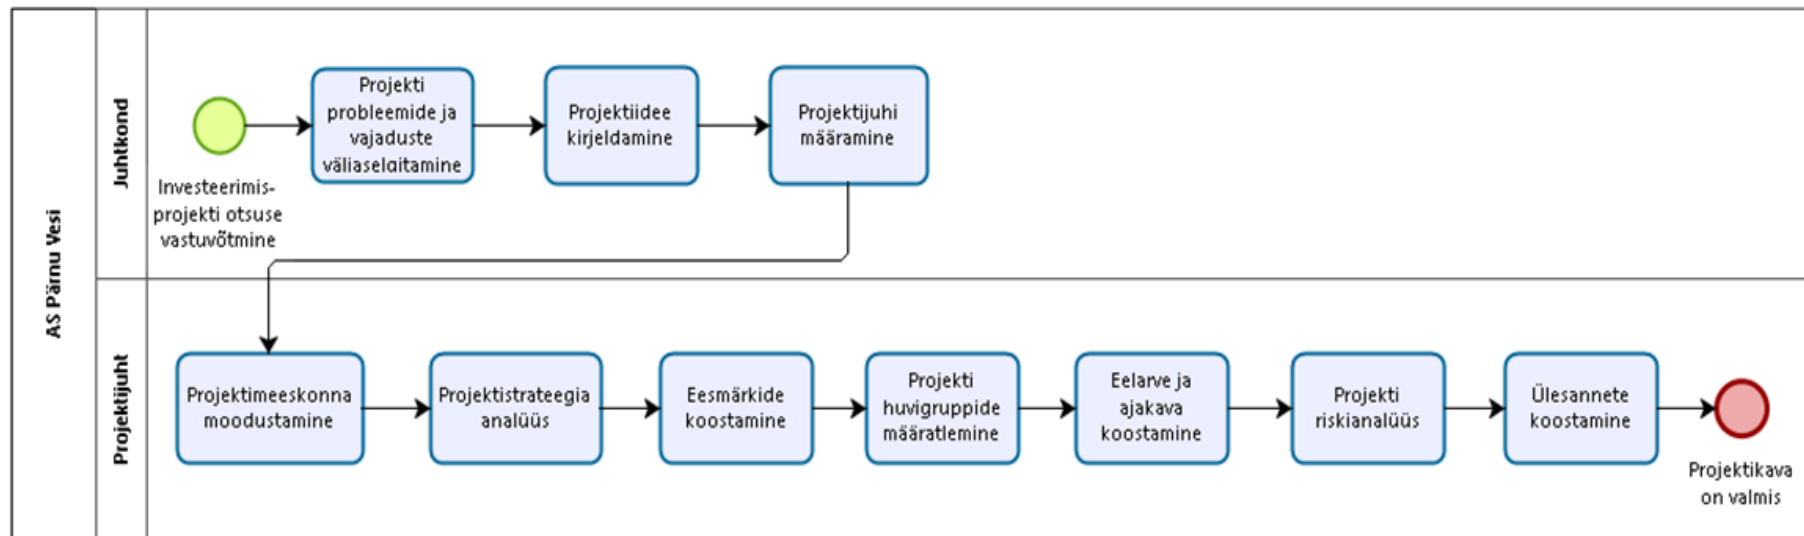 AS Pärnu Vesi
Juhtkond
Investeerimis-
projekti otsuse
vastuvõtmine
Projekti
probleemide ja
vajaduste
väljaselgitamine
Projektiidee
kirjeldamine
Projektijuhi
määramine
Projektijuht
Projektimeeskonna
moodustamine
Projektistrateegia
analüüs
Eesmärkide
koostamine
Projekti
huvigruppide
määratlemine
Eelarve ja
ajakava
koostamine
Projekti
riskianalüüs
Ülesannete
koostamine
Projektikava
on valmis